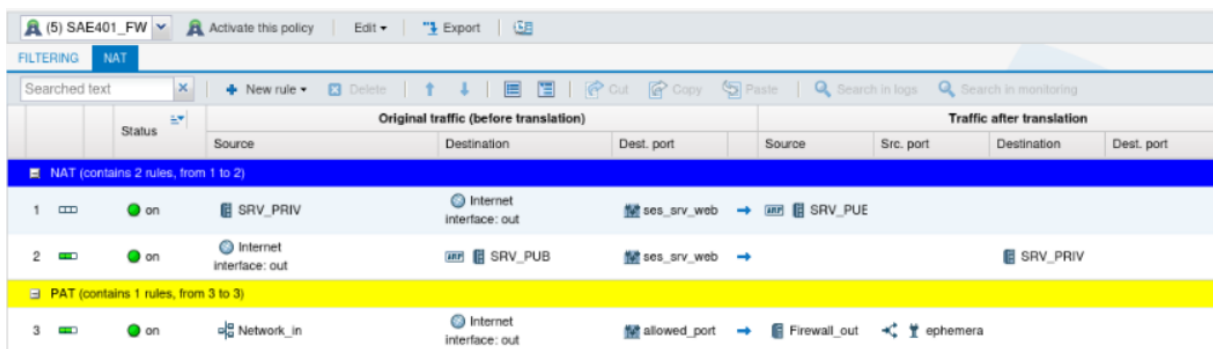 (5) SAE401_FW Activate this policy Edit Export
FILTERING NAT
Searched text New rule Delete Cut Copy Paste Search in logs Search in monitoring
Status Original traffic (before translation) Traffic after translation
Source Destination Dest. port Source Src. port Destination Dest. port
NAT (contains 2 rules, from 1 to 2)
1 on SRV_PRIV Internet ses_srv_web ARP SRV_PUE
interface: out
2 on Internet ARP SRV_PUB ses_srv_web SRV_PRIV
interface: out
PAT (contains 1 rules, from 3 to 3)
3 on Network_in Internet allowed_port Firewall_out ephemera
interface: out